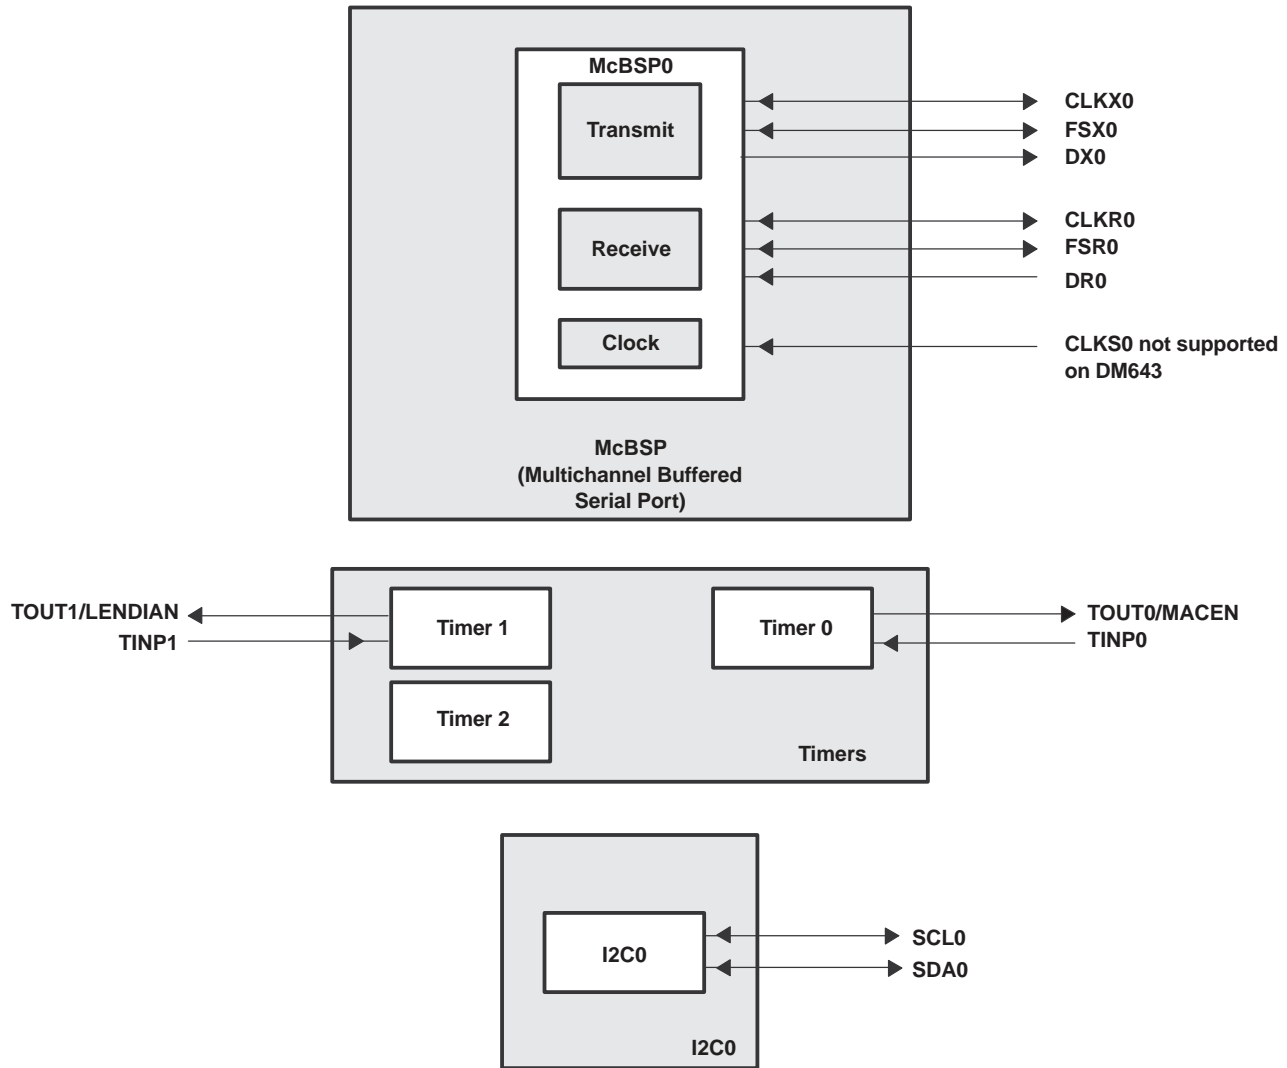 McBSP0
Transmit
CLKX0
FSX0
DX0
Receive
CLKR0
FSR0
DR0
Clock
CLKS0 not supported
on DM643
McBSP
(Multichannel Buffered
Serial Port)
TOUT1/LENDIAN
TINP1
Timer 1
Timer 0
TOUT0/MACEN
TINP0
Timer 2
Timers
I2C0
SCL0
SDA0
I2C0